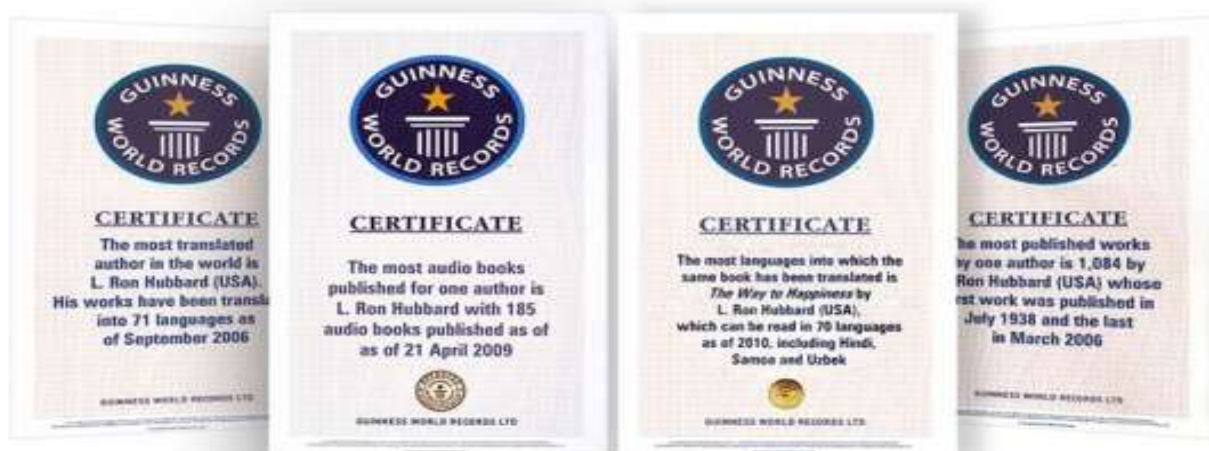 GUINNESS
WORLD RECORDS
CERTIFICATE
The most translated
author in the world is
L. Ron Hubbard (USA).
His works have been
into 71 languages as
of September 2006
GUINNESS WORLD RECORDS LTD
GUINNESS
WORLD RECORDS
CERTIFICATE
The most audio books
published for one author is
L. Ron Hubbard with 185
audio books published as of
as of 21 April 2009
GUINNESS WORLD RECORDS LTD
GUINNESS
WORLD RECORDS
CERTIFICATE
The most languages into which the
same book has been translated is
The Way to Happiness by
L. Ron Hubbard (USA),
which can be read in 70 languages
as of 2010, including Hindi,
Samoa and Uzbek
GUINNESS WORLD RECORDS LTD
GUINNESS
WORLD RECORDS
CERTIFICATE
most published works
by one author is 1,084 by
Ron Hubbard (USA) whose
work was published in
July 1938 and the last
in March 2006
GUINNESS WORLD RECORDS LTD